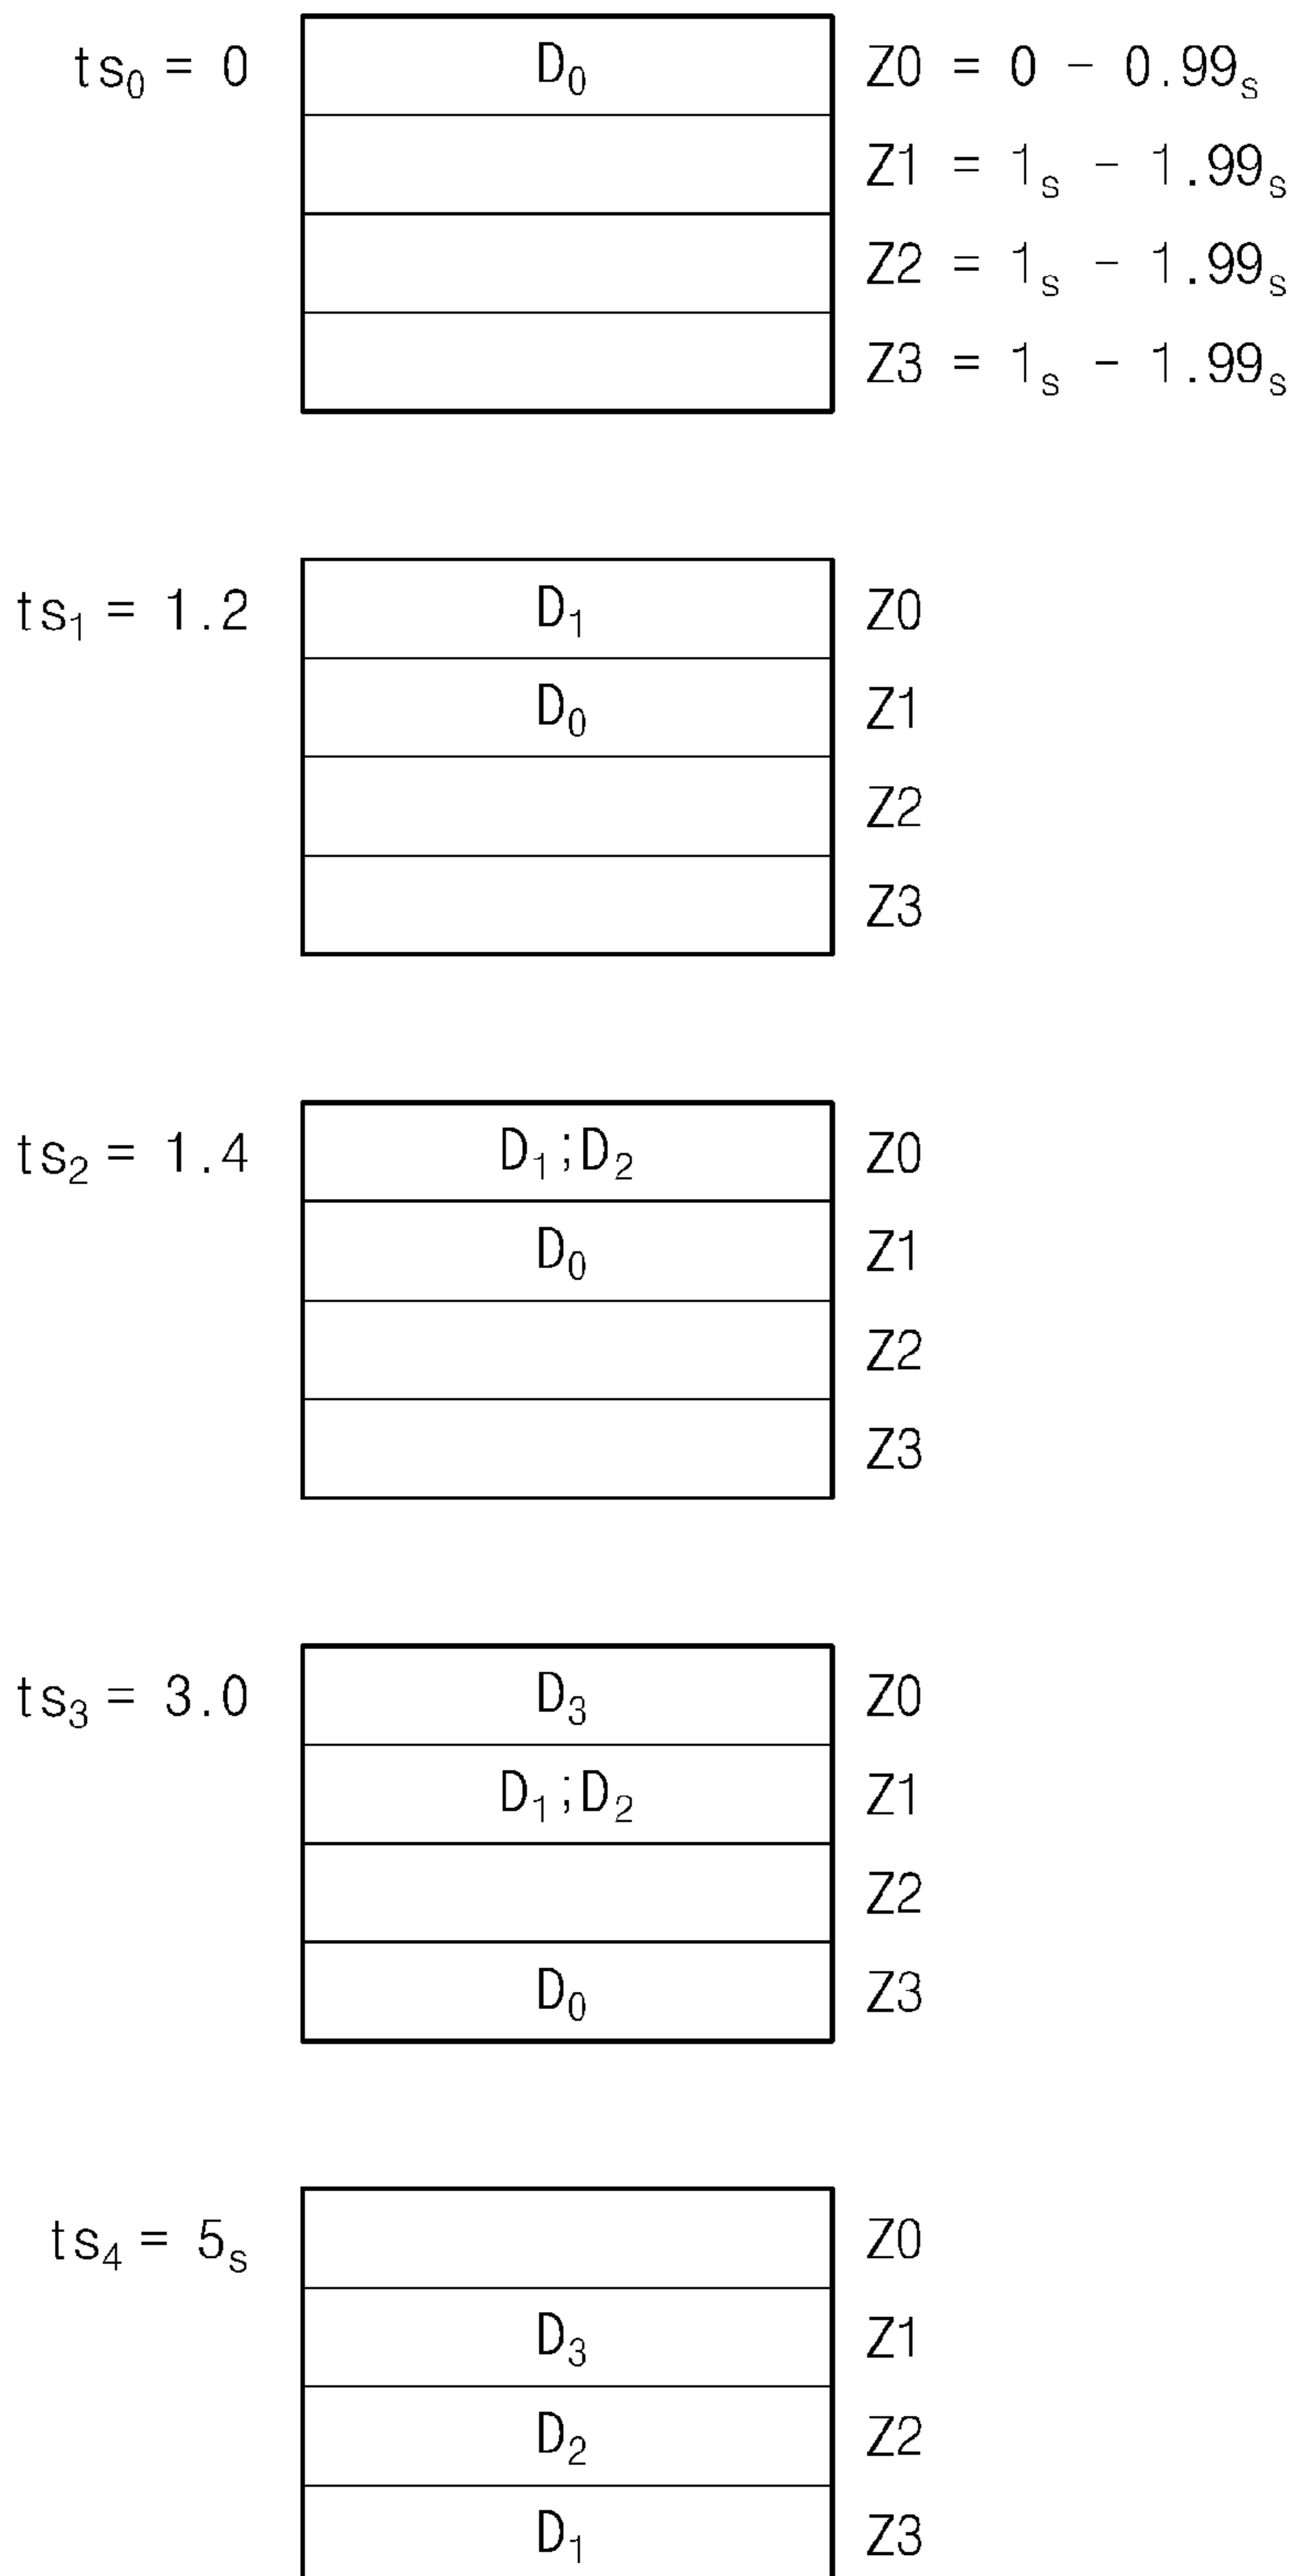 ts₀ = 0 D₀ Z0 = 0 - 0.99ₛ
Z1 = 1ₛ - 1.99ₛ
Z2 = 1ₛ - 1.99ₛ
Z3 = 1ₛ - 1.99ₛ
ts₁ = 1.2 D₁ Z0
D₀ Z1
Z2
Z3
ts₂ = 1.4 D₁;D₂ Z0
D₀ Z1
Z2
Z3
ts₃ = 3.0 D₃ Z0
D₁;D₂ Z1
Z2
D₀ Z3
ts₄ = 5ₛ Z0
D₃ Z1
D₂ Z2
D₁ Z3